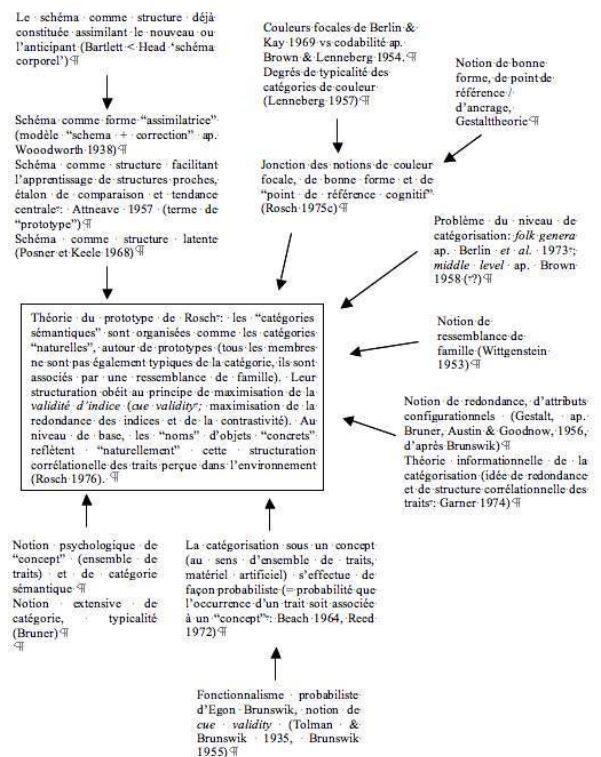 Le schéma comme structure déjà
constituée assimilant le nouveau ou
l'anticipant (Bartlett < Head 'schéma
corporel')¶
Couleurs focales de Berlin &
Kay 1969 vs codabilité ap.
Brown & Lenneberg 1954.
Degrés de typicalité des
catégories de couleur
(Lenneberg 1957)¶
Notion de bonne
forme, de point de
référence /
d'ancrage,
Gestalttheorie¶
Schéma comme forme “assimilatrice”
(modèle “schema + correction” ap.
Wooodworth 1938)¶
Schéma comme structure facilitant
l'apprentissage de structures proches,
étalon de comparaison et tendance
centrale°: Attneave 1957 (terme de
“prototype”)¶
Schéma comme structure latente
(Posner et Keele 1968)¶
Jonction des notions de couleur
focale, de bonne forme et de
“point de référence cognitif”
(Rosch 1975c)¶
Problème du niveau de
catégorisation: folk genera
ap. Berlin et al. 1973°;
middle level ap. Brown
1958 (°?)¶
Théorie du prototype de Rosch°: les “catégories
sémantiques” sont organisées comme les catégories
“naturelles”, autour de prototypes (tous les membres
ne sont pas également typiques de la catégorie, ils sont
associés par une ressemblance de famille). Leur
structuration obéit au principe de maximisation de la
validité d'indice (cue validity°; maximisation de la
redondance des indices et de la contrastivité). Au
niveau de base, les “noms” d'objets “concrets”
reflètent “naturellement” cette structuration
corrélationelle des traits perçue dans l'environnement
(Rosch 1976). ¶
Notion de
ressemblance de
famille (Wittgenstein
1953)¶
Notion de redondance, d'attributs
configurationnels (Gestalt, ap.
Bruner, Austin & Goodnow, 1956,
d'après Brunswik)¶
Théorie informationnelle de la
catégorisation (idée de redondance
et de structure corrélationelle des
traits°: Garner 1974)¶
Notion psychologique de
“concept” (ensemble de
traits) et de catégorie
sémantique ¶
Notion extensive de
catégorie, typicalité
(Bruner)¶
¶
La catégorisation sous un concept
(au sens d'ensemble de traits,
matériel artificiel) s'effectue de
façon probabiliste (= probabilité que
l'occurrence d'un trait soit associée
à un “concept”°: Beach 1964, Reed
1972)¶
Fonctionnalisme probabiliste
d'Egon Brunswik, notion de
cue validity (Tolman &
Brunswik 1935, Brunswik
1955)¶